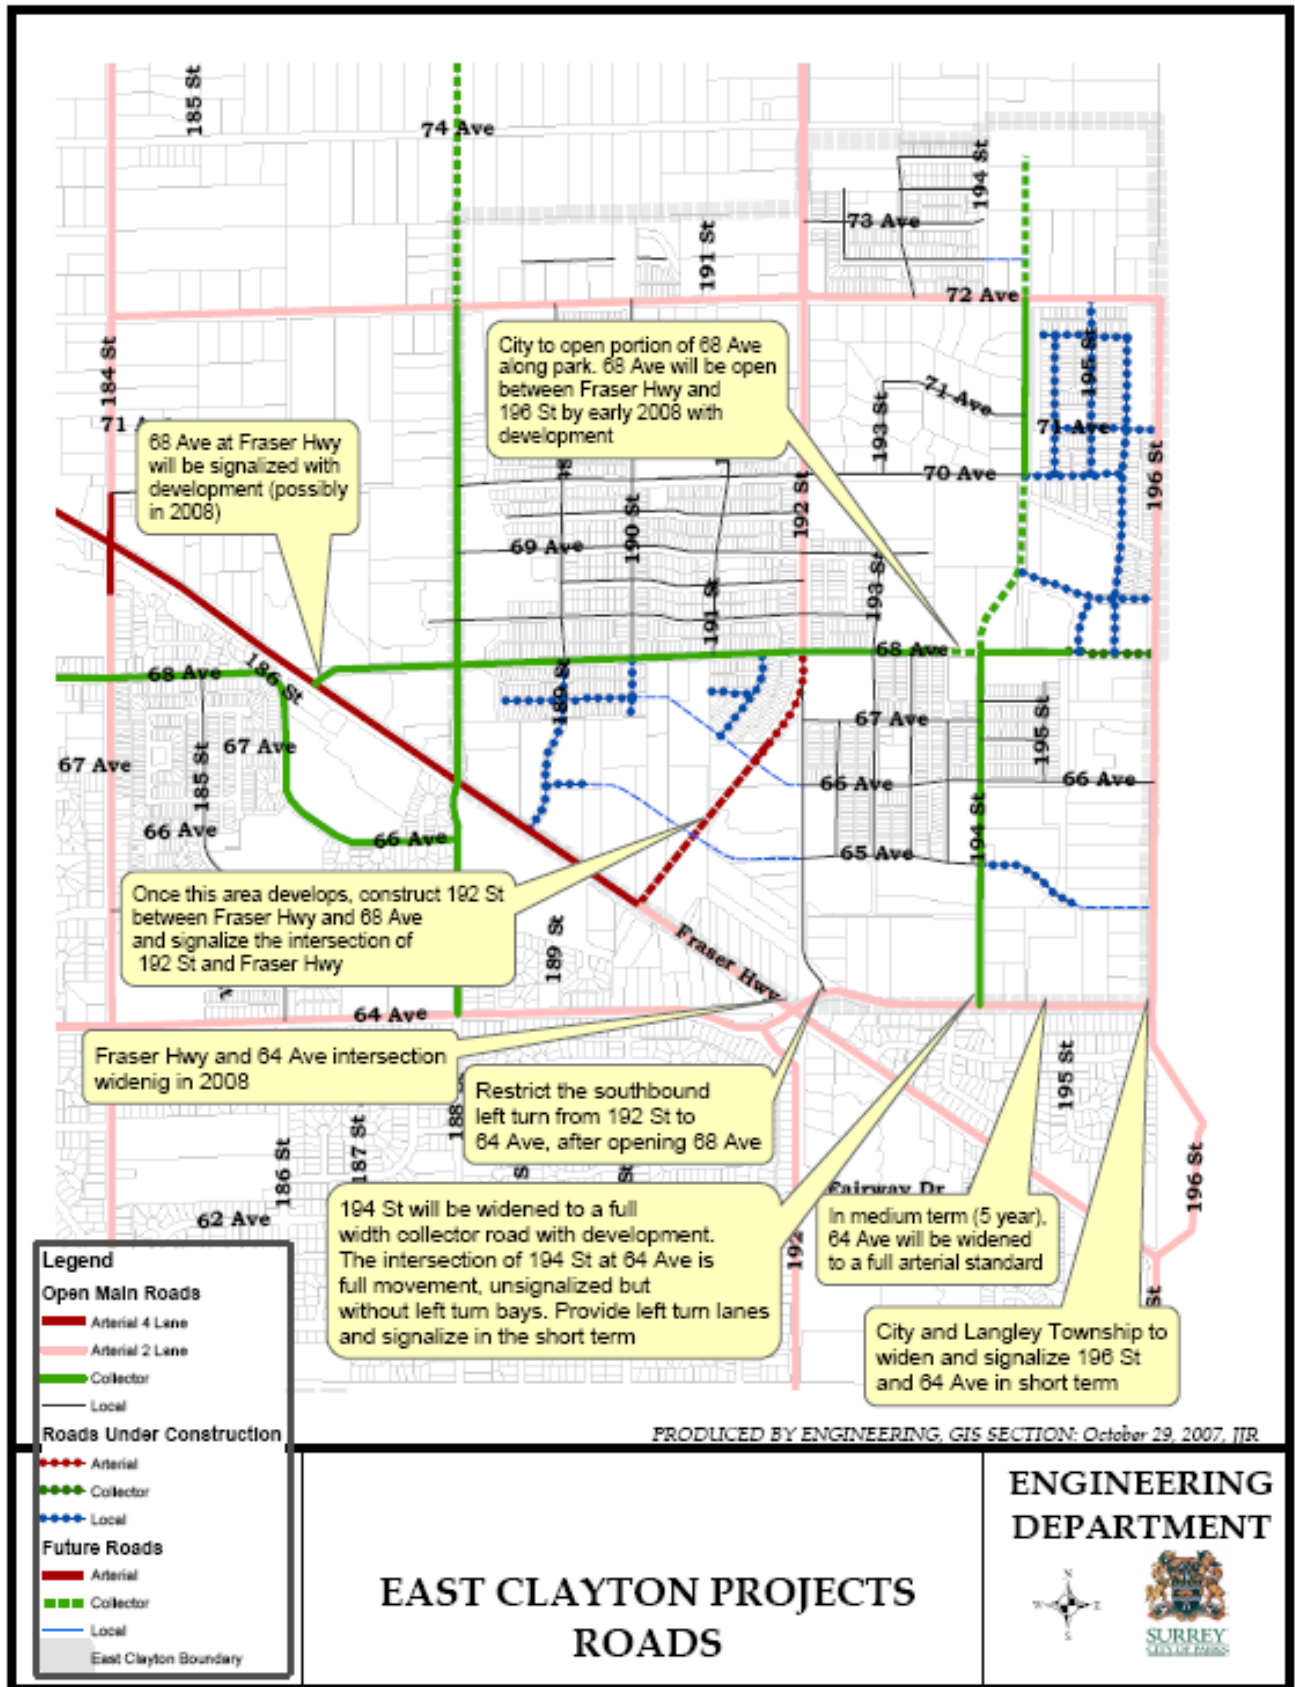 185 St
74 Ave
194 St
73 Ave
191 St
72 Ave
184 St
City to open portion of 68 Ave
along park. 68 Ave will be open
between Fraser Hwy and
196 St by early 2008 with
development
195 St
71 Ave
193 St
71 Ave
71
68 Ave at Fraser Hwy
will be signalized with
development (possibly
in 2008)
70 Ave
196 St
192 St
190 St
69 Ave
193 St
191 St
68 Ave
68 Ave
186 St
189 St
195 St
67 Ave
67 Ave
67 Ave
185 St
66 Ave
66 Ave
66 Ave
66 Ave
194 St
65 Ave
Once this area develops, construct 192 St
between Fraser Hwy and 68 Ave
and signalize the intersection of
192 St and Fraser Hwy
189 St
Fraser Hwy
64 Ave
Fraser Hwy and 64 Ave intersection
widenig in 2008
Restrict the southbound
left turn from 192 St to
64 Ave, after opening 68 Ave
195 St
188
187 St
186 St
S
St
196 St
62 Ave
Fairway Dr
194 St will be widened to a full
width collector road with development.
The intersection of 194 St at 64 Ave is
full movement, unsignalized but
without left turn bays. Provide left turn lanes
and signalize in the short term
192
In medium term (5 year),
64 Ave will be widened
to a full arterial standard
St
City and Langley Township to
widen and signalize 196 St
and 64 Ave in short term
Legend
Open Main Roads
Arterial 4 Lane
Arterial 2 Lane
Collector
Local
Roads Under Construction
Arterial
Collector
Local
Future Roads
Arterial
Collector
Local
East Clayton Boundary
PRODUCED BY ENGINEERING, GIS SECTION: October 29, 2007, JJR
EAST CLAYTON PROJECTS
ROADS
ENGINEERING
DEPARTMENT
N
W E
S
SURREY
CITY OF PARKS